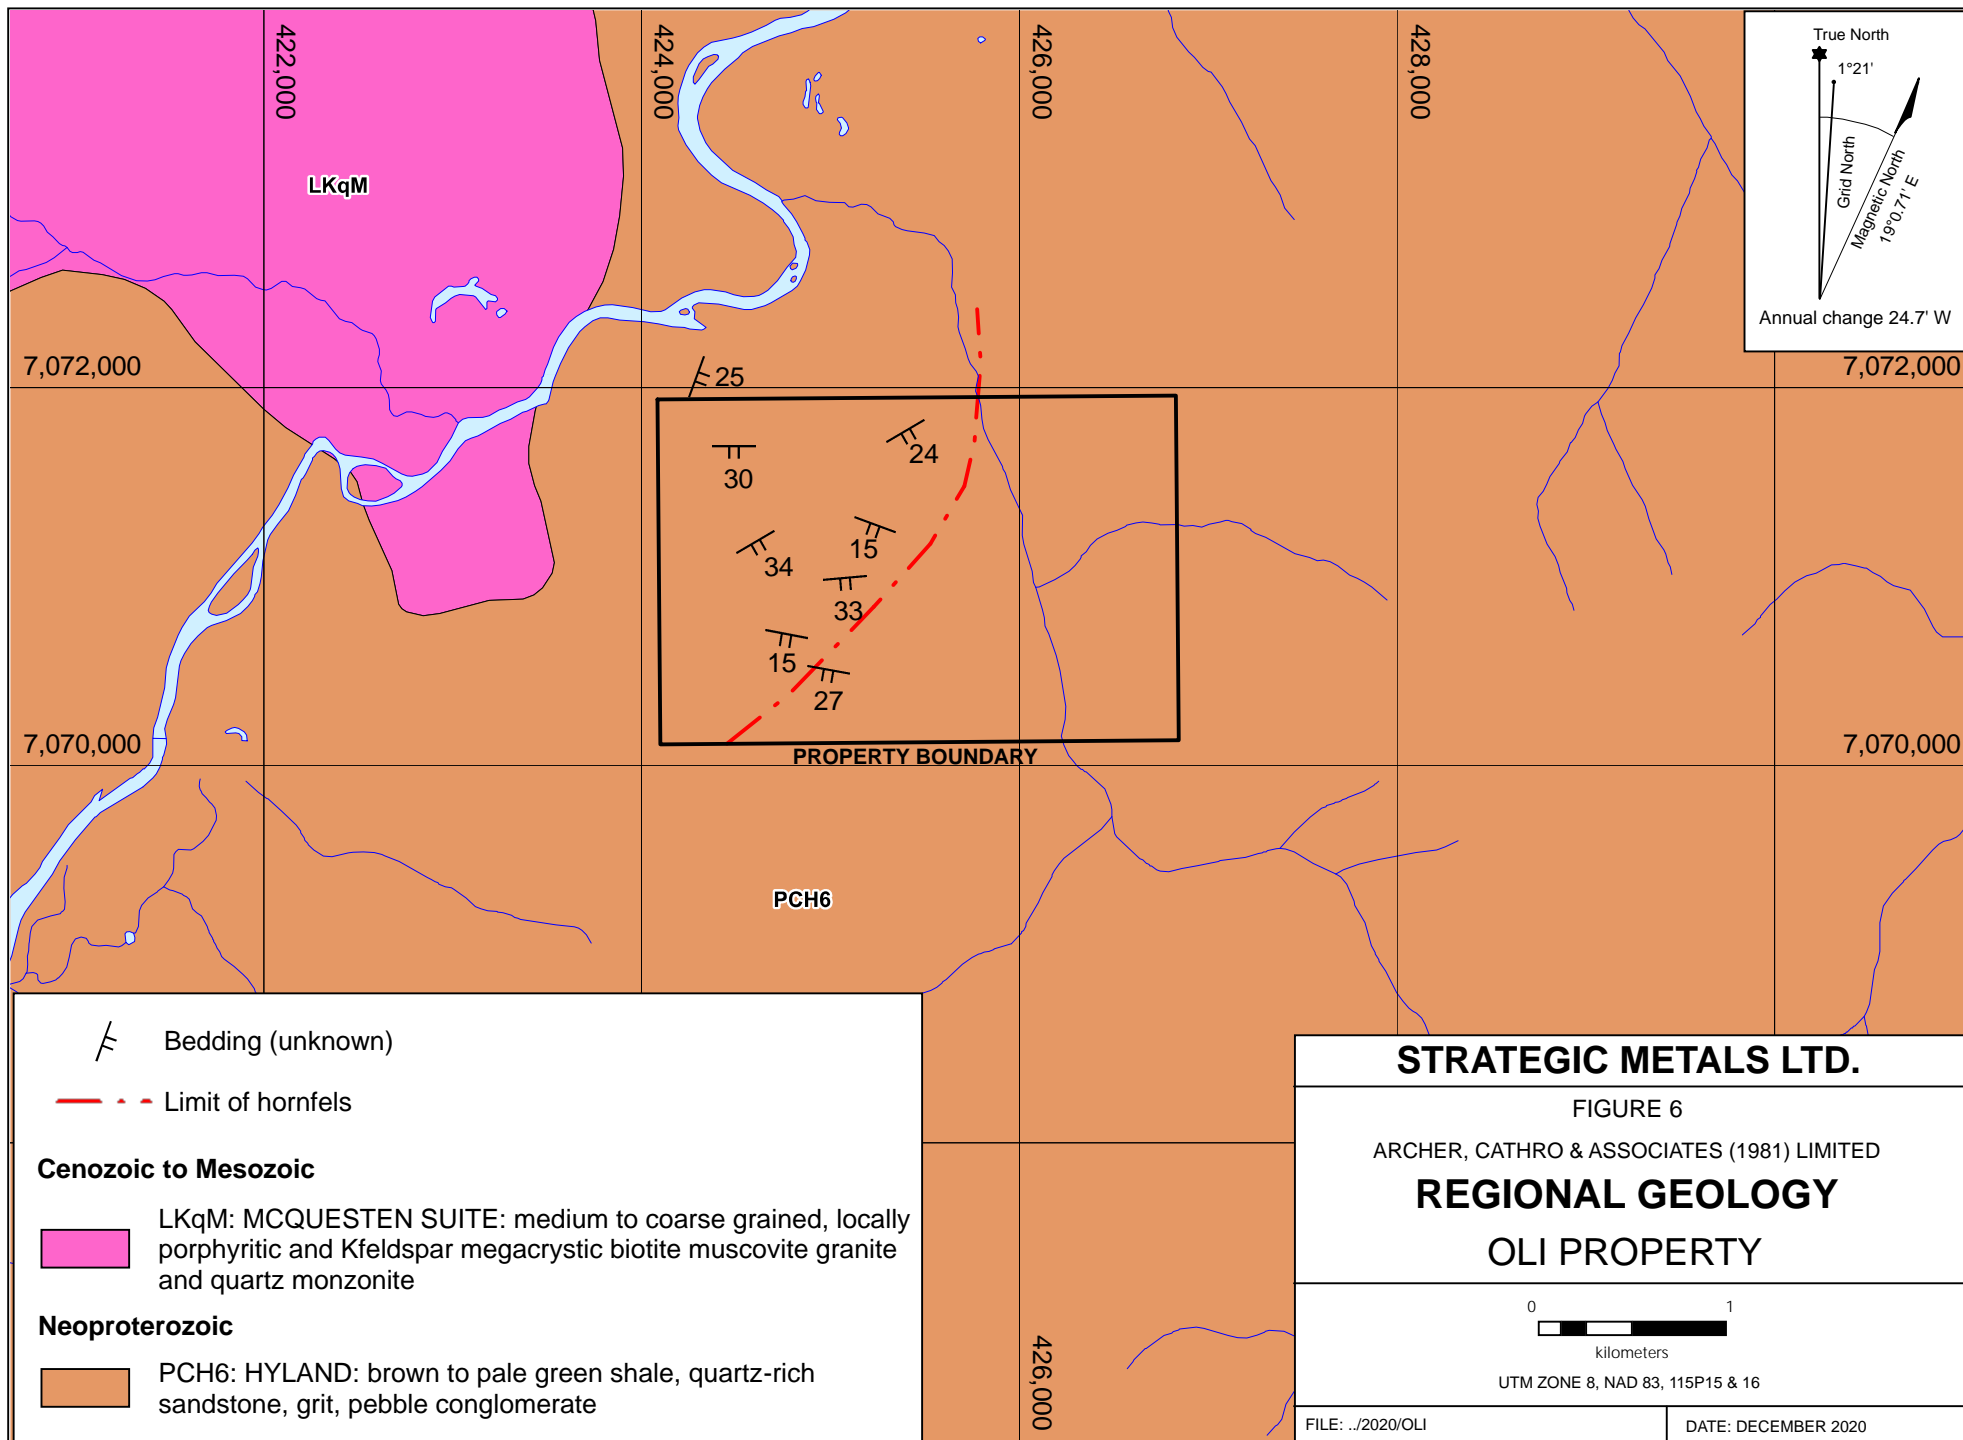 422,000
424,000
426,000
428,000
True North
1°21'
Grid North
Magnetic North
19°0.71' E
Annual change 24.7' W
LKqM
7,072,000
7,072,000
25
30
24
34
15
33
15
27
7,070,000
7,070,000
PROPERTY BOUNDARY
PCH6
Bedding (unknown)
Limit of hornfels
Cenozoic to Mesozoic
LKqM: MCQUESTEN SUITE: medium to coarse grained, locally
porphyritic and Kfeldspar megacrystic biotite muscovite granite
and quartz monzonite
Neoproterozoic
PCH6: HYLAND: brown to pale green shale, quartz-rich
sandstone, grit, pebble conglomerate
426,000
STRATEGIC METALS LTD.
FIGURE 6
ARCHER, CATHRO & ASSOCIATES (1981) LIMITED
REGIONAL GEOLOGY
OLI PROPERTY
0 1
kilometers
UTM ZONE 8, NAD 83, 115P15 & 16
FILE: ../2020/OLI
DATE: DECEMBER 2020